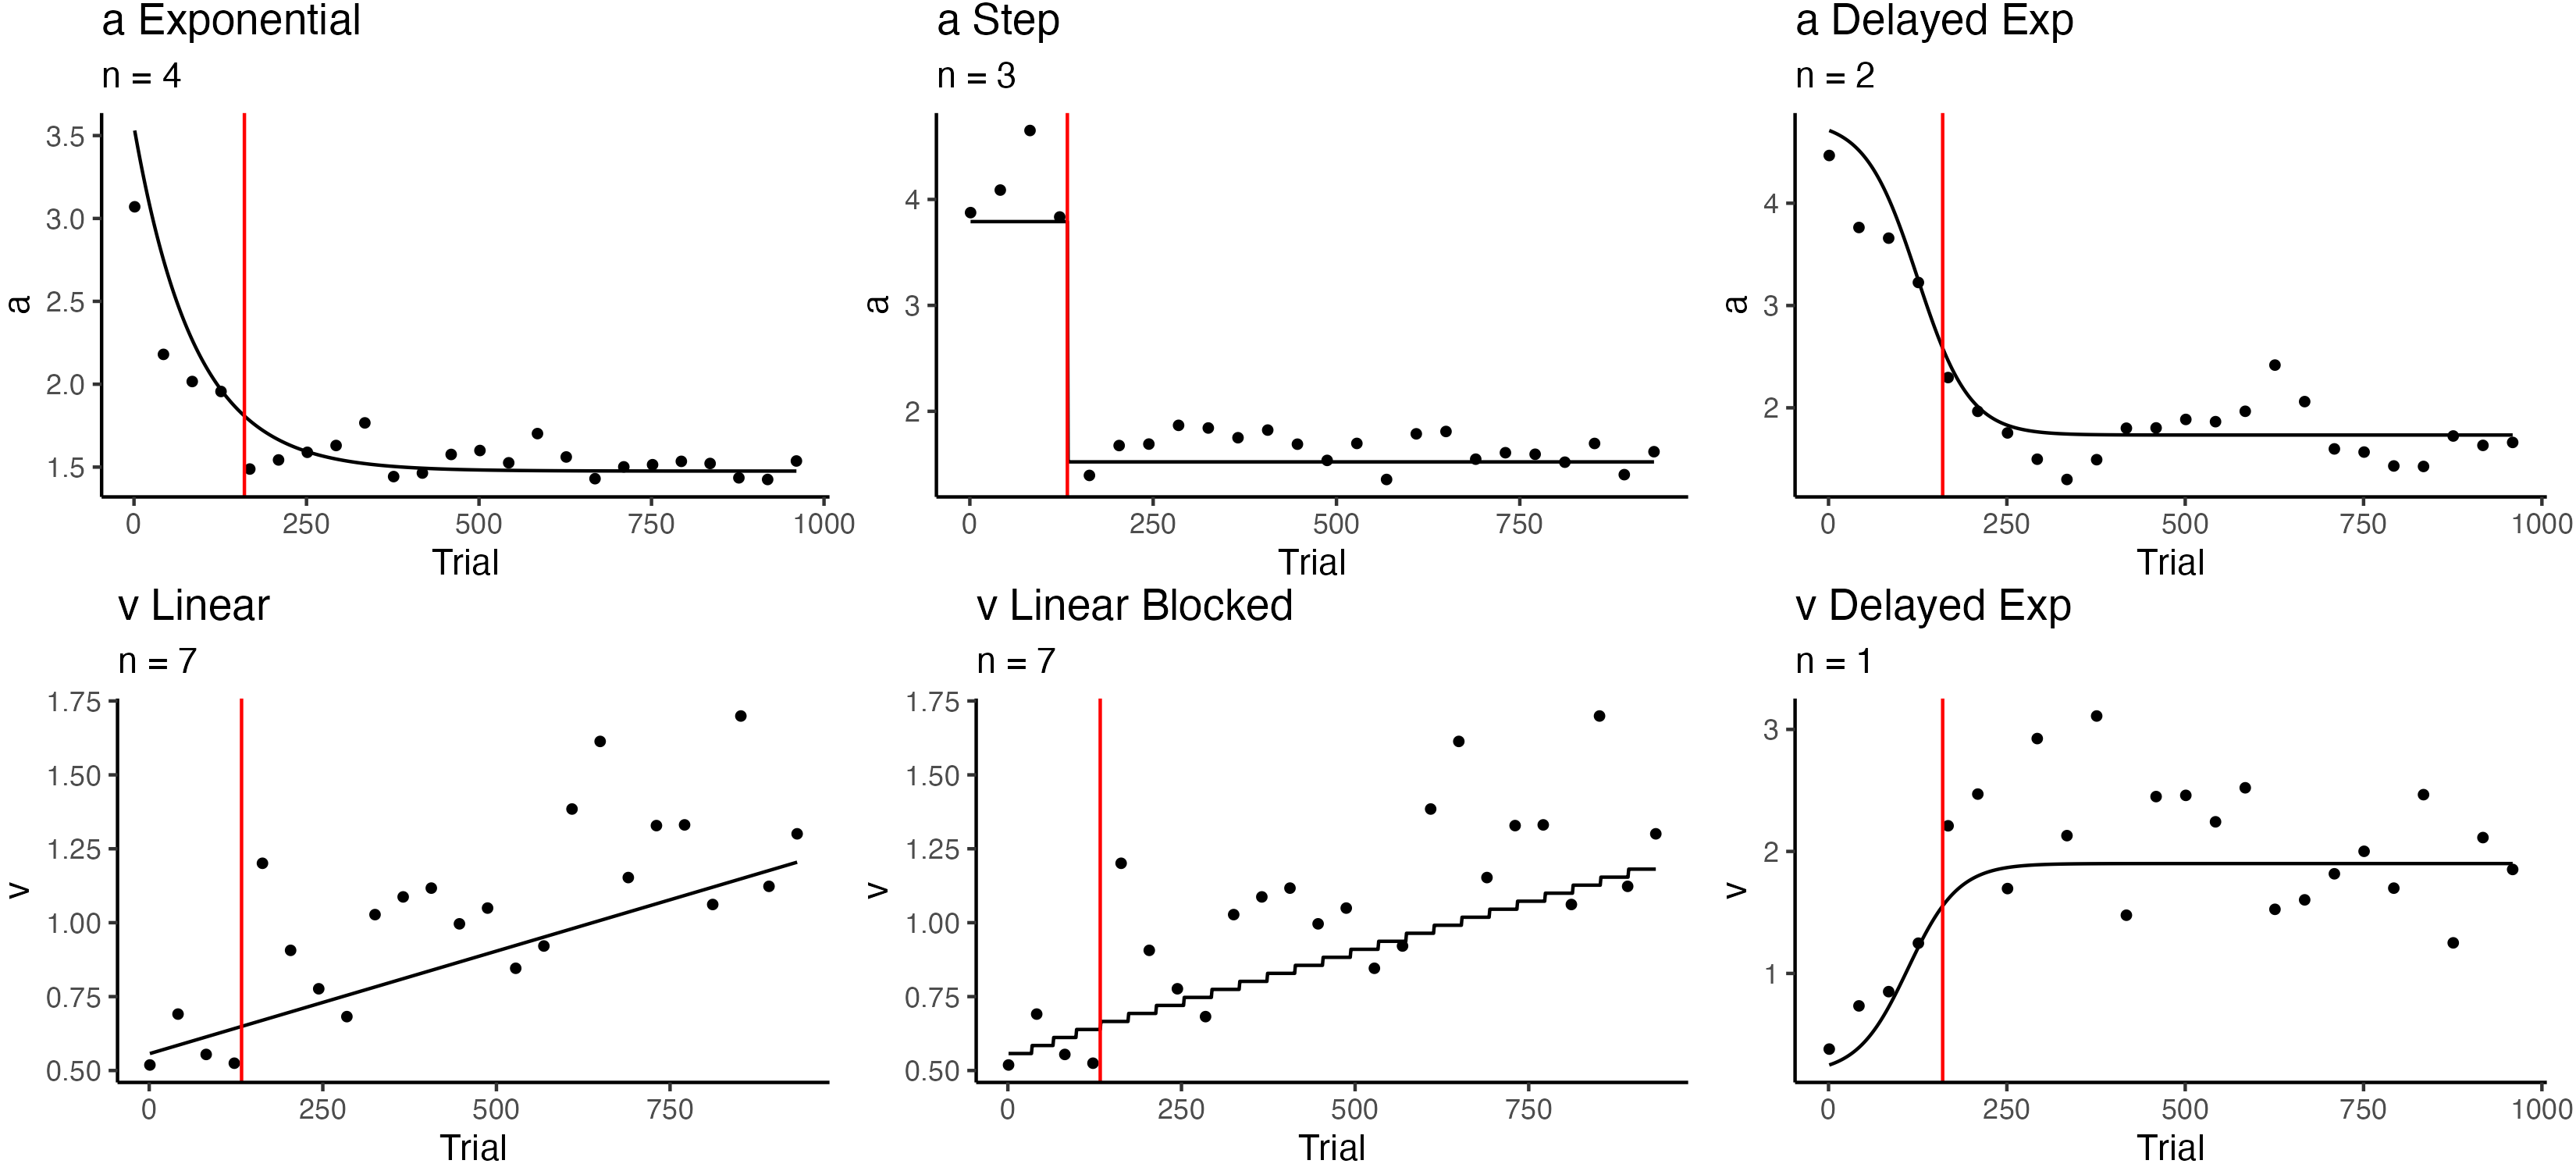 a Exponential
n = 4
3.5
3.0
2.5
2.0
1.5
a
0 250 500 750 1000
Trial
a Step
n = 3
4
3
2
a
0 250 500 750
Trial
a Delayed Exp
n = 2
4
3
2
a
0 250 500 750 1000
Trial
v Linear
n = 7
1.75
1.50
1.25
1.00
0.75
0.50
v
0 250 500 750
Trial
v Linear Blocked
n = 7
1.75
1.50
1.25
1.00
0.75
0.50
v
0 250 500 750
Trial
v Delayed Exp
n = 1
3
2
1
v
0 250 500 750 1000
Trial